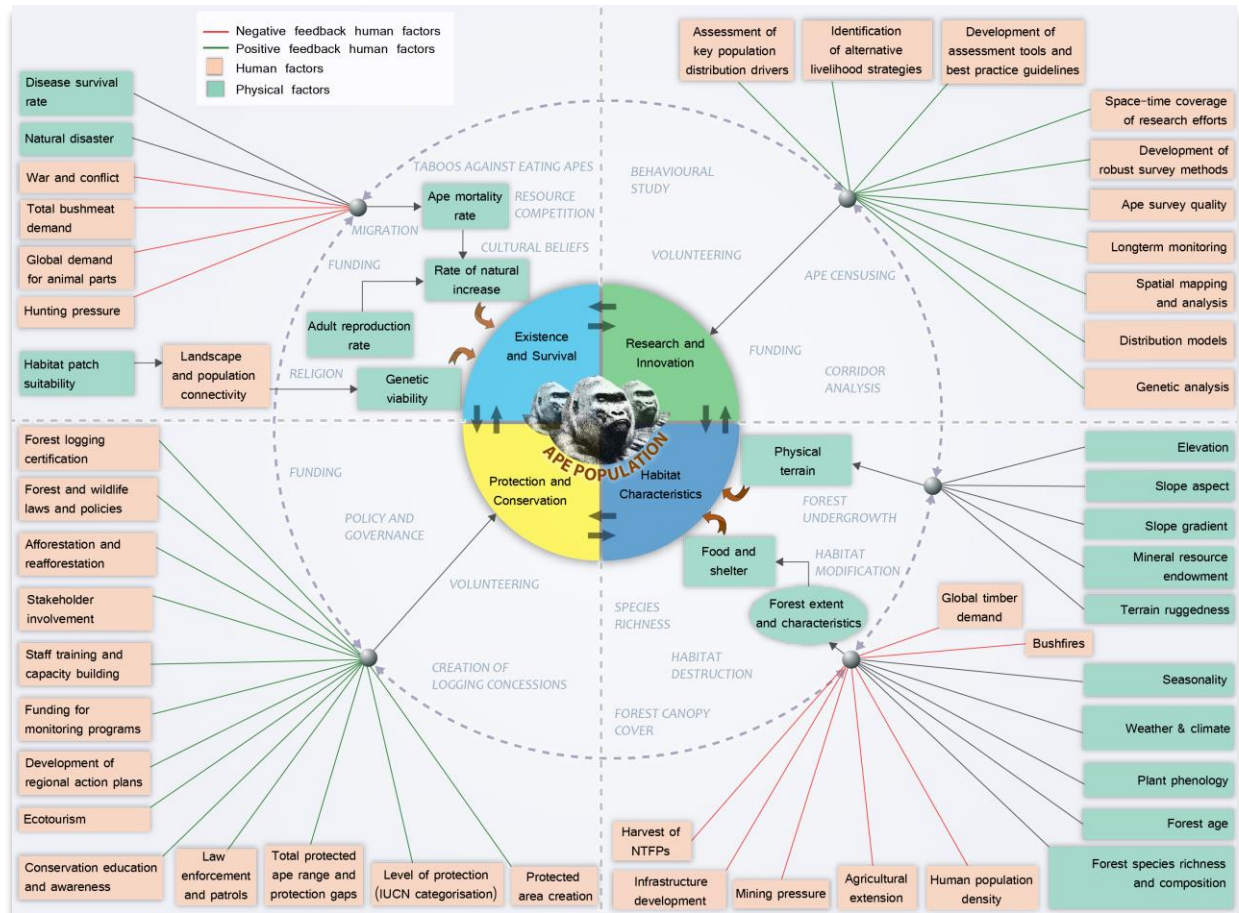 Negative feedback human factors
Positive feedback human factors
Human factors
Physical factors
Disease survival
rate
Natural disaster
War and conflict
Total bushmeat
demand
Global demand
for animal parts
Hunting pressure
Habitat patch
suitability
Landscape
and population
connectivity
TABOOS AGAINST EATING APES
Ape mortality
rate
RESOURCE
COMPETITION
MIGRATION
CULTURAL BELIEFS
FUNDING
Rate of natural
increase
Adult reproduction
rate
RELIGION
Genetic
viability
Existence
and Survival
Assessment of
key population
distribution drivers
Identification
of alternative
livelihood strategies
Development of
assessment tools and
best practice guidelines
Space-time coverage
of research efforts
Development of
robust survey methods
Ape survey quality
Longterm monitoring
Spatial mapping
and analysis
Distribution models
Genetic analysis
BEHAVIOURAL
STUDY
VOLUNTEERING
APE CENSUSING
FUNDING
CORRIDOR
ANALYSIS
Research and
Innovation
APE POPULATION
Forest logging
certification
Forest and wildlife
laws and policies
Afforestation and
reafforestation
Stakeholder
involvement
Staff training and
capacity building
Funding for
monitoring programs
Development of
regional action plans
Ecotourism
Conservation education
and awareness
Law
enforcement
and patrols
Total protected
ape range and
protection gaps
Level of protection
(IUCN categorisation)
Protected
area creation
FUNDING
POLICY AND
GOVERNANCE
VOLUNTEERING
CREATION OF
LOGGING CONCESSIONS
Protection and
Conservation
Habitat
Characteristics
Physical
terrain
FOREST
UNDERGROWTH
Food and
shelter
HABITAT
MODIFICATION
Forest extent
and characteristics
SPECIES
RICHNESS
HABITAT
DESTRUCTION
FOREST CANOPY
COVER
Elevation
Slope aspect
Slope gradient
Mineral resource
endowment
Terrain ruggedness
Global timber
demand
Bushfires
Seasonality
Weather & climate
Plant phenology
Forest age
Forest species richness
and composition
Harvest of
NTFPs
Infrastructure
development
Mining pressure
Agricultural
extension
Human population
density